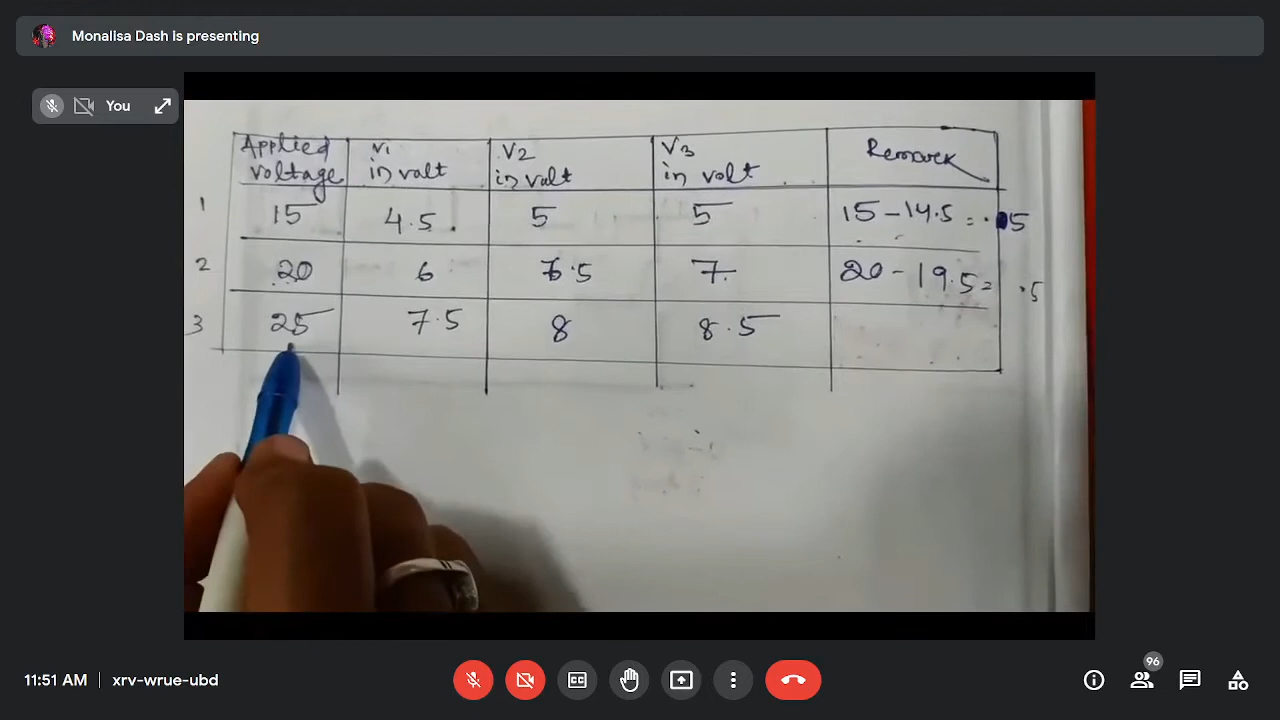 Monalisa Dash is presenting
You
Applied voltage V1 in volt V2 in volt V3 in volt Remark
1 15 4.5 5 5 15 - 14.5 = .5
2 20 6 6.5 7 20 - 19.5 = .5
3 25 7.5 8 8.5
96
11:51 AM | xrv-wrue-ubd
CC